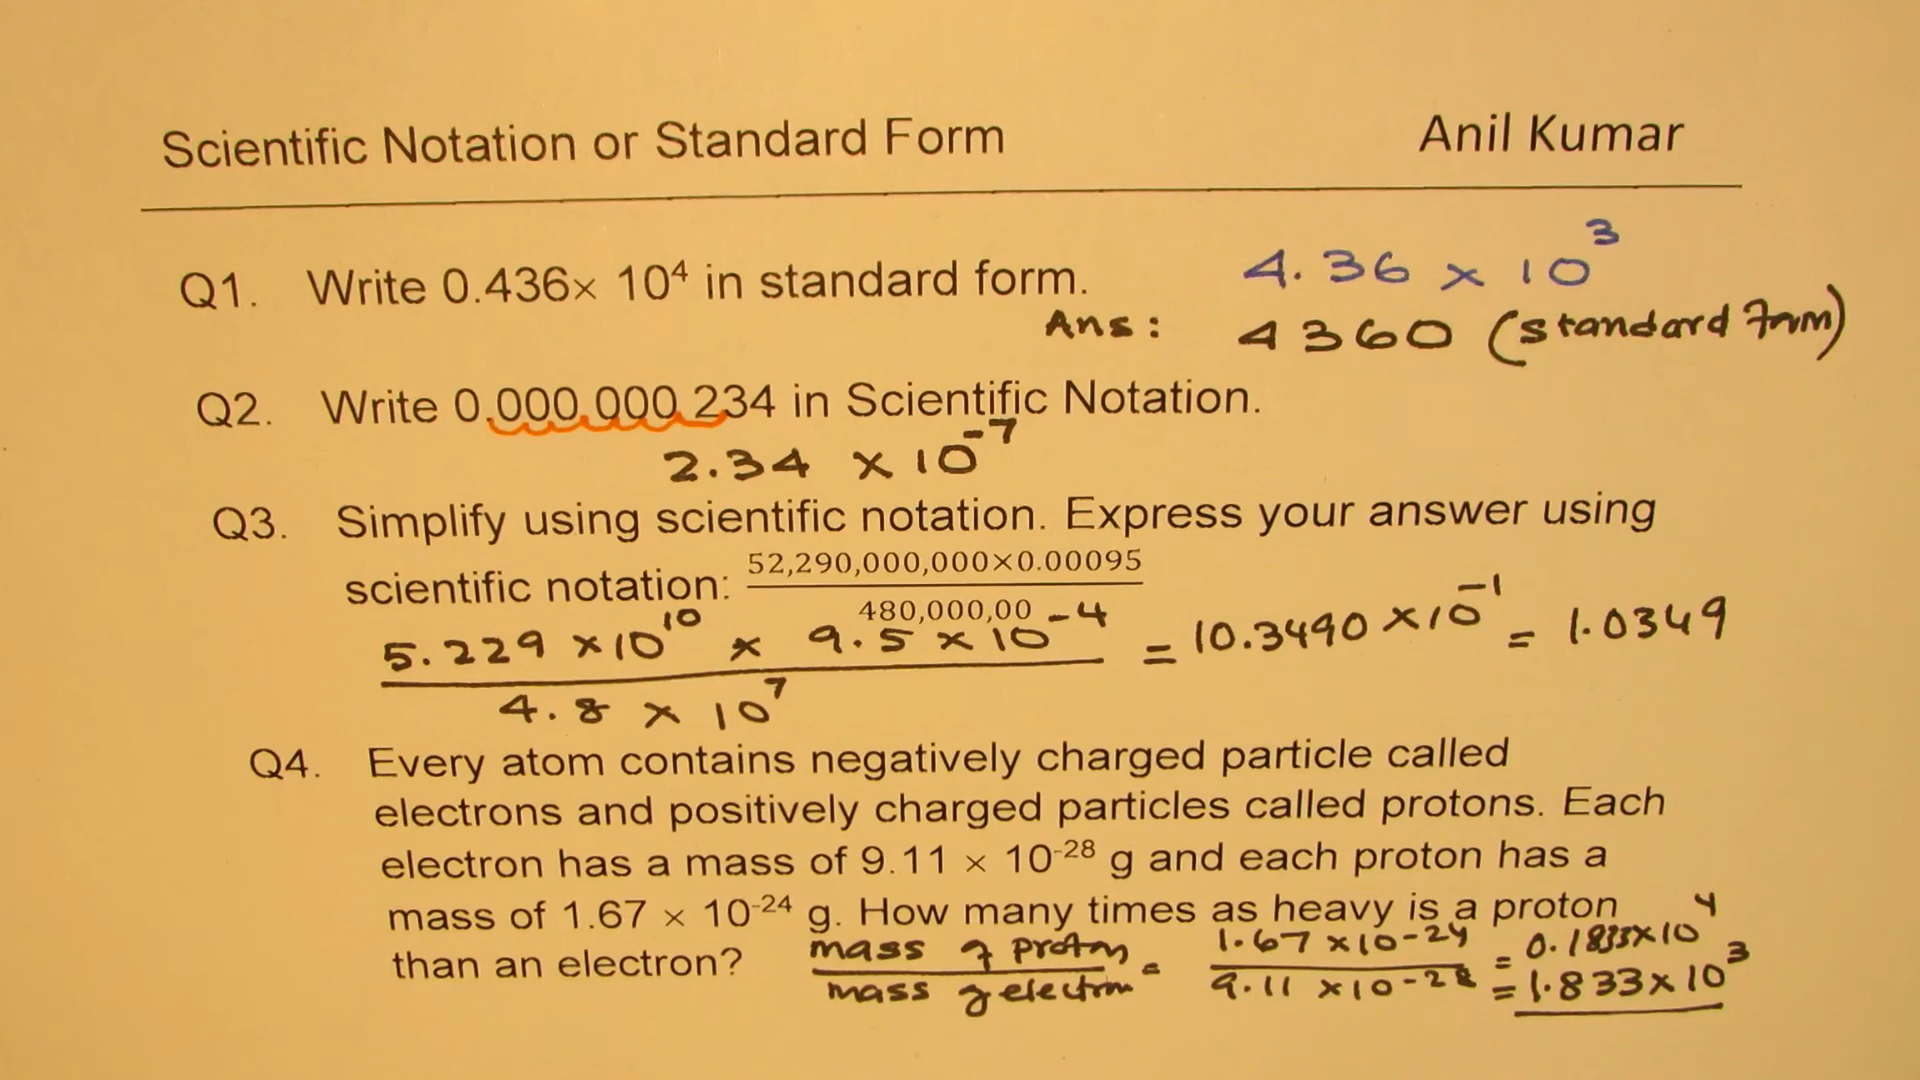 Scientific Notation or Standard Form Anil Kumar
Q1. Write 0.436× 10⁴ in standard form. 4.36 × 10³
Ans: 4360 (standard form)
Q2. Write 0.000,000,234 in Scientific Notation.
2.34 × 10⁻⁷
Q3. Simplify using scientific notation. Express your answer using
scientific notation: 52,290,000,000×0.00095
480,000,00
5.229 ×10¹⁰ × 9.5 × 10⁻⁴ = 10.3490 ×10⁻¹ = 1.0349
4.8 × 10⁷
Q4. Every atom contains negatively charged particle called
electrons and positively charged particles called protons. Each
electron has a mass of 9.11 × 10⁻²⁸ g and each proton has a
mass of 1.67 × 10⁻²⁴ g. How many times as heavy is a proton
than an electron? mass of proton = 1.67 ×10⁻²⁴ = 0.1833×10⁴
mass of electron 9.11 ×10⁻²⁸ = 1.833×10³